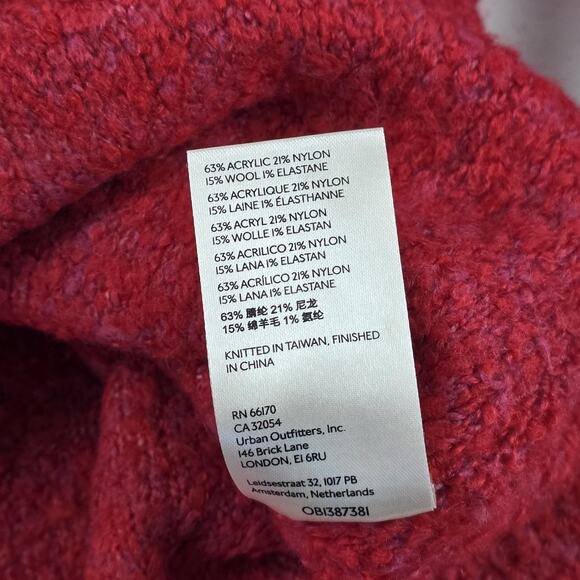 63% ACRYLIC 21% NYLON
15% WOOL 1% ELASTANE
63% ACRYLIQUE 21% NYLON
15% LAINE 1% ÉLASTHANNE
63% ACRYL 21% NYLON
15% WOLLE 1% ELASTAN
63% ACRILICO 21% NYLON
15% LANA 1% ELASTAN
63% ACRÍLICO 21% NYLON
15% LANA 1% ELASTANE
63% 腈纶 21% 尼龙
15% 绵羊毛 1% 氨纶
KNITTED IN TAIWAN, FINISHED
IN CHINA
RN 66170
CA 32054
Urban Outfitters, Inc.
146 Brick Lane
LONDON, E1 6RU
Leidsestraat 32, 1017 PB
Amsterdam, Netherlands
OB1387381